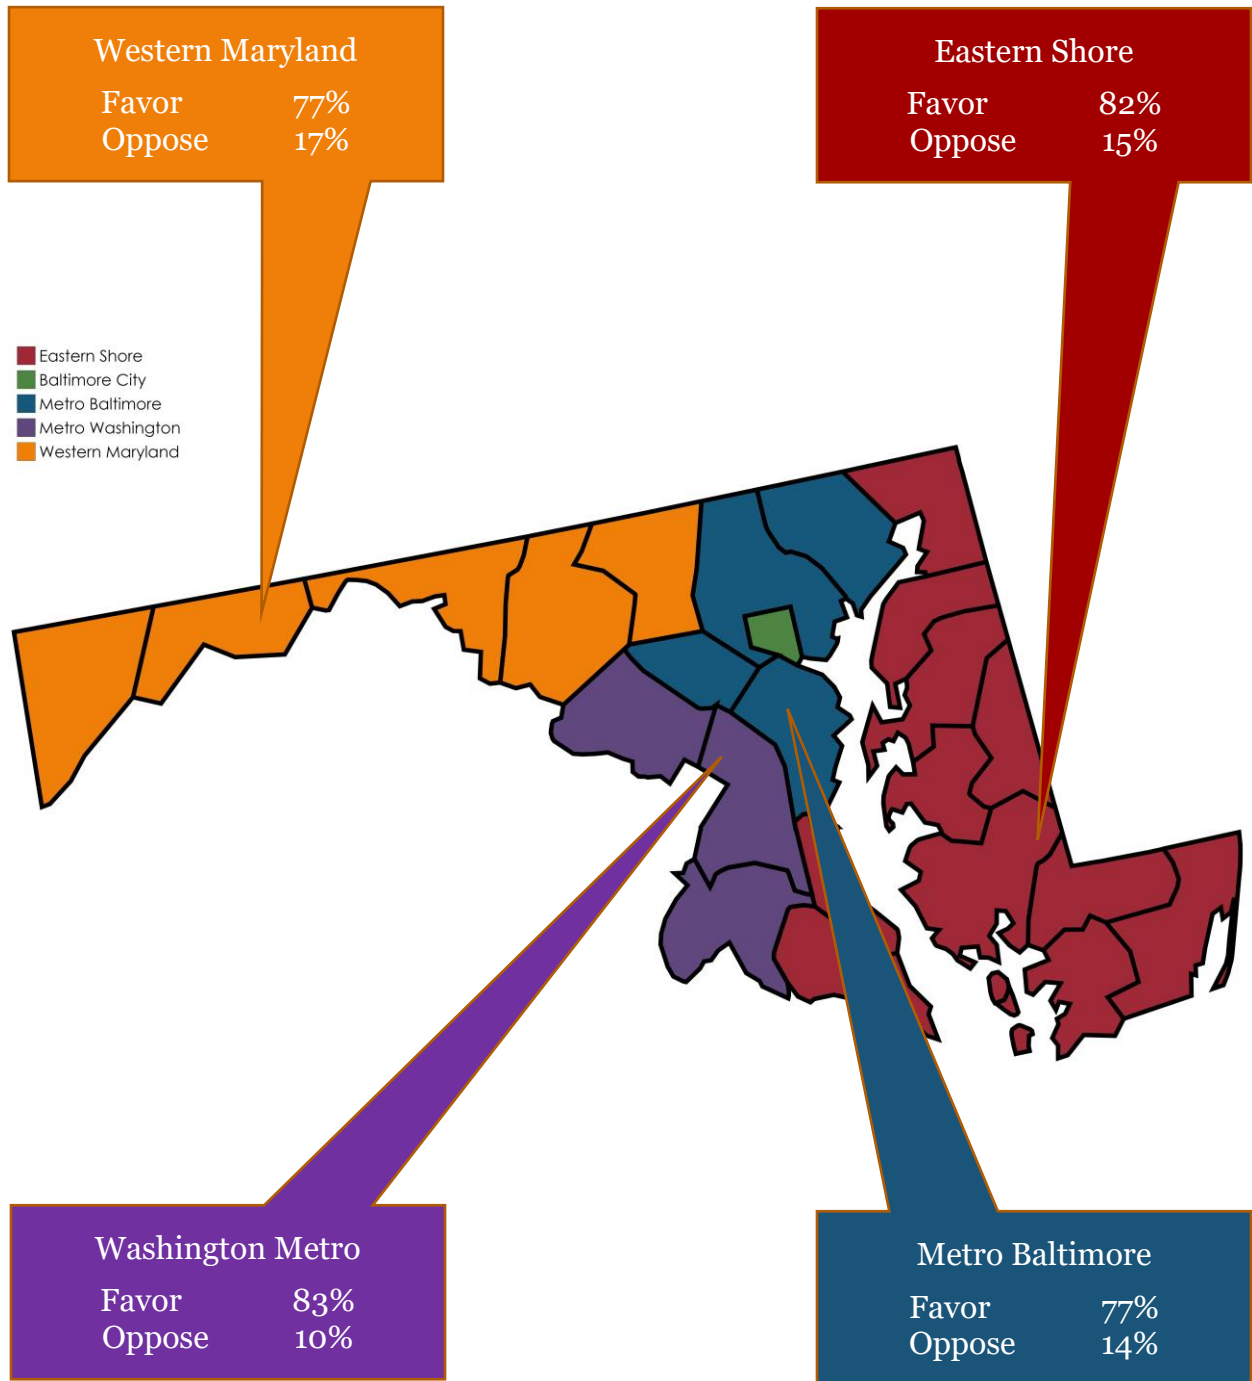 Western Maryland
Favor 77%
Oppose 17%
Eastern Shore
Favor 82%
Oppose 15%
Eastern Shore
Baltimore City
Metro Baltimore
Metro Washington
Western Maryland
Washington Metro
Favor 83%
Oppose 10%
Metro Baltimore
Favor 77%
Oppose 14%